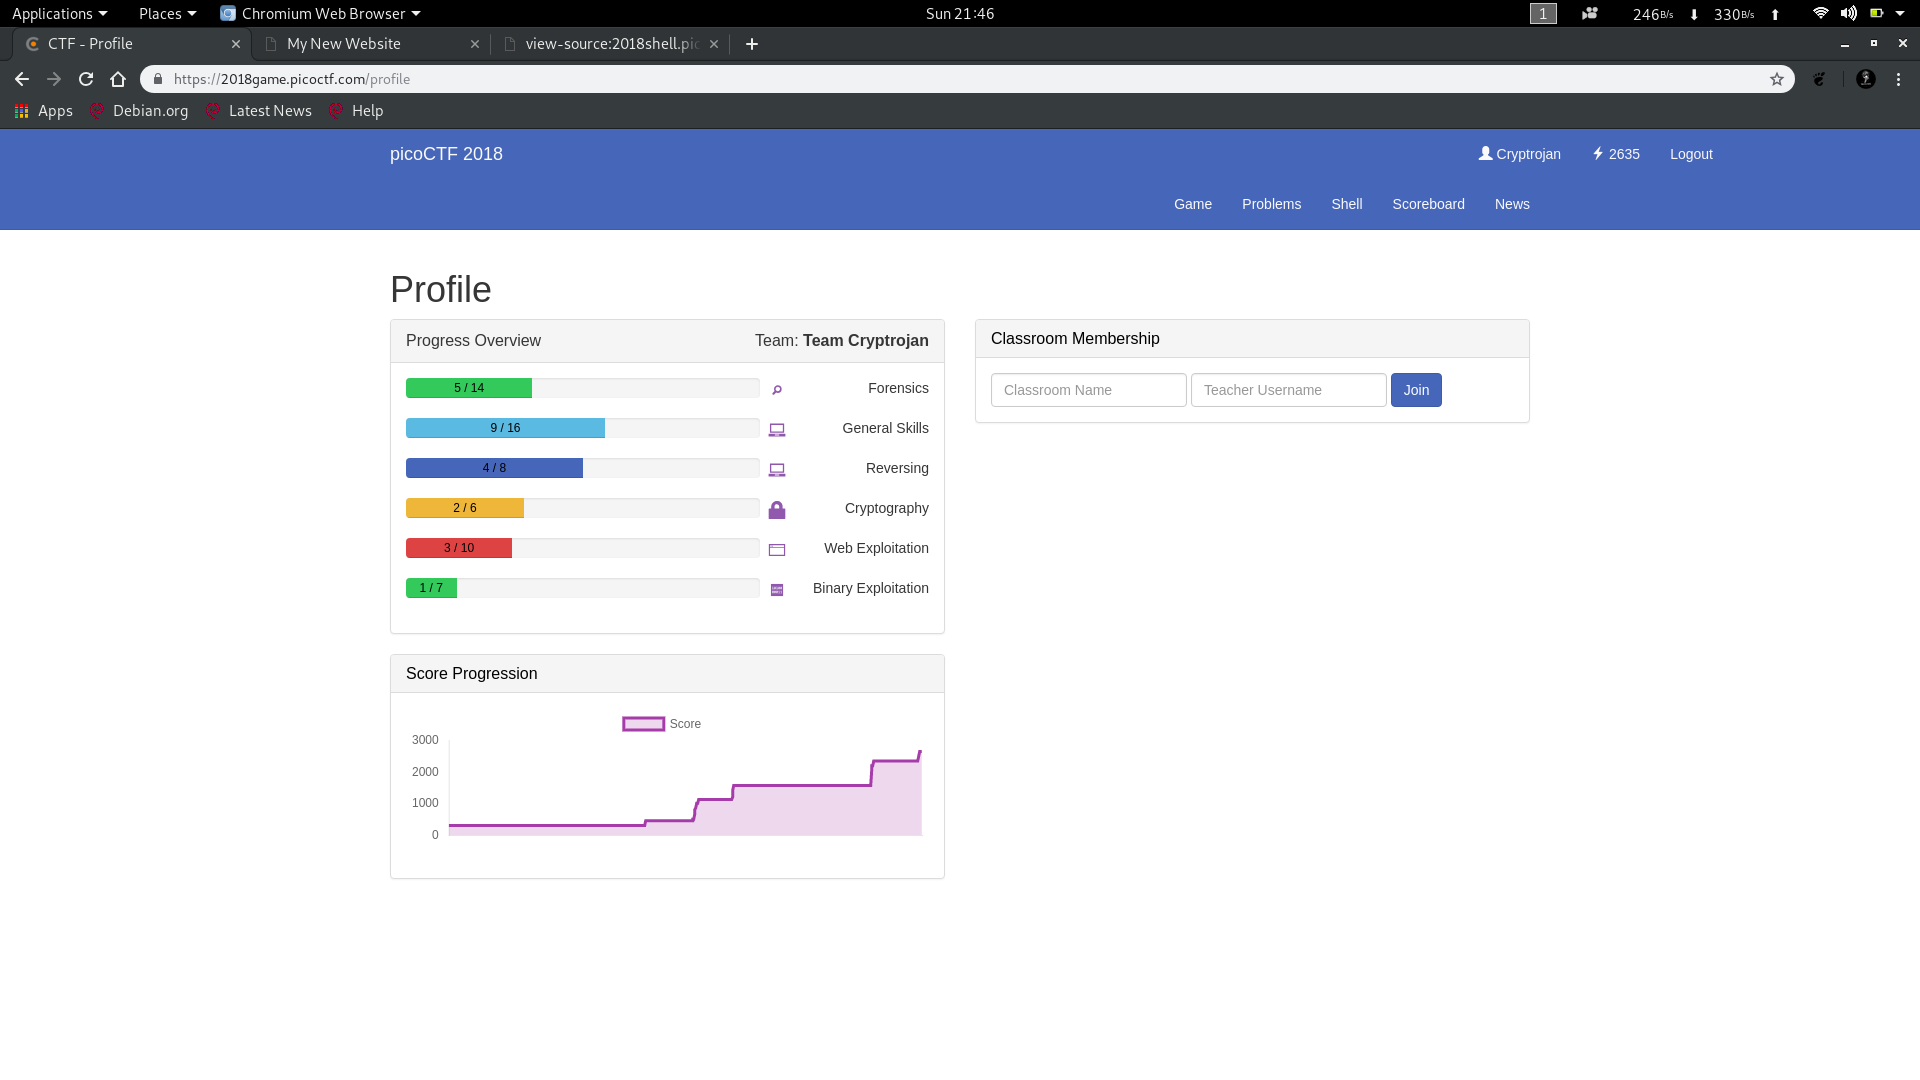 Applications Places Chromium Web Browser Sun 21:46 1 246B/s ⬇ 330B/s ⬆
CTF - Profile My New Website view-source:2018shell.pic
https://2018game.picoctf.com/profile
Apps Debian.org Latest News Help
picoCTF 2018 Cryptrojan 2635 Logout
Game Problems Shell Scoreboard News
Profile
Progress Overview Team: Team Cryptrojan
5 / 14 Forensics
9 / 16 General Skills
4 / 8 Reversing
2 / 6 Cryptography
3 / 10 Web Exploitation
1 / 7 Binary Exploitation
Classroom Membership
Classroom Name Teacher Username Join
Score Progression
Score
3000
2000
1000
0